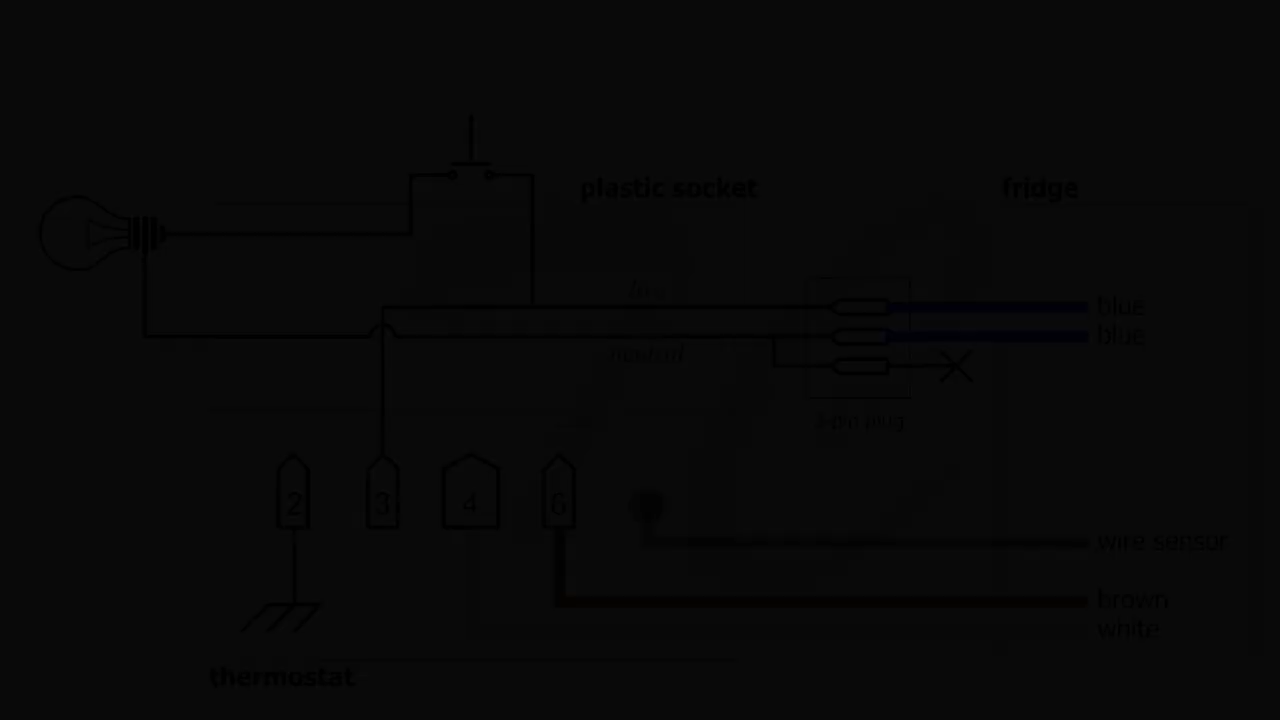 plastic socket
fridge
live
blue
neutral
blue
3 pin plug
2
3
4
6
wire sensor
brown
white
thermostat